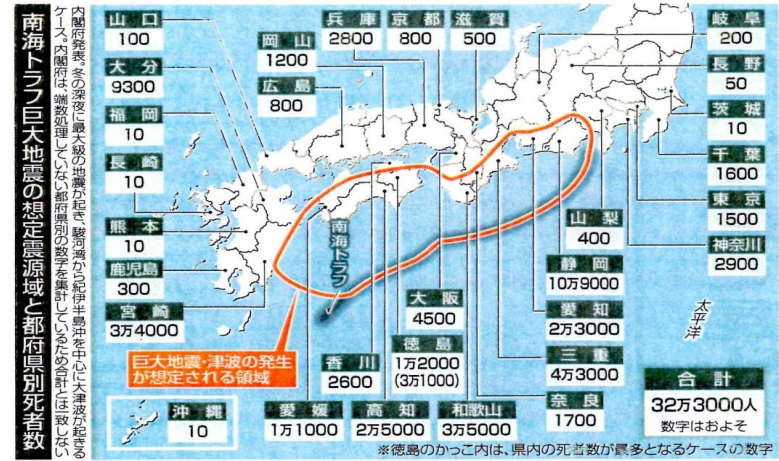 南海トラフ巨大地震の想定震源域と都府県別死者数
内閣府発表。冬の深夜に最大級の地震が起き、駿河湾から紀伊半島沖を中心に大津波が起きる
ケース。内閣府は、端数処理していない都府県別の数字を集計しているため合計とは一致しない
山口
100
大分
9300
福岡
10
長崎
10
熊本
10
鹿児島
300
宮崎
3万4000
岡山
1200
広島
800
兵庫
2800
京都
800
滋賀
500
岐阜
200
長野
50
茨城
10
千葉
1600
東京
1500
神奈川
2900
山梨
400
静岡
10万9000
愛知
2万3000
三重
4万3000
奈良
1700
和歌山
3万5000
大阪
4500
徳島
1万2000
(3万1000)
高知
2万5000
香川
2600
愛媛
1万1000
沖縄
10
南海トラフ
巨大地震・津波の発生
が想定される領域
太平洋
合計
32万3000人
数字はおよそ
※徳島のかっこ内は、県内の死者数が最多となるケースの数字